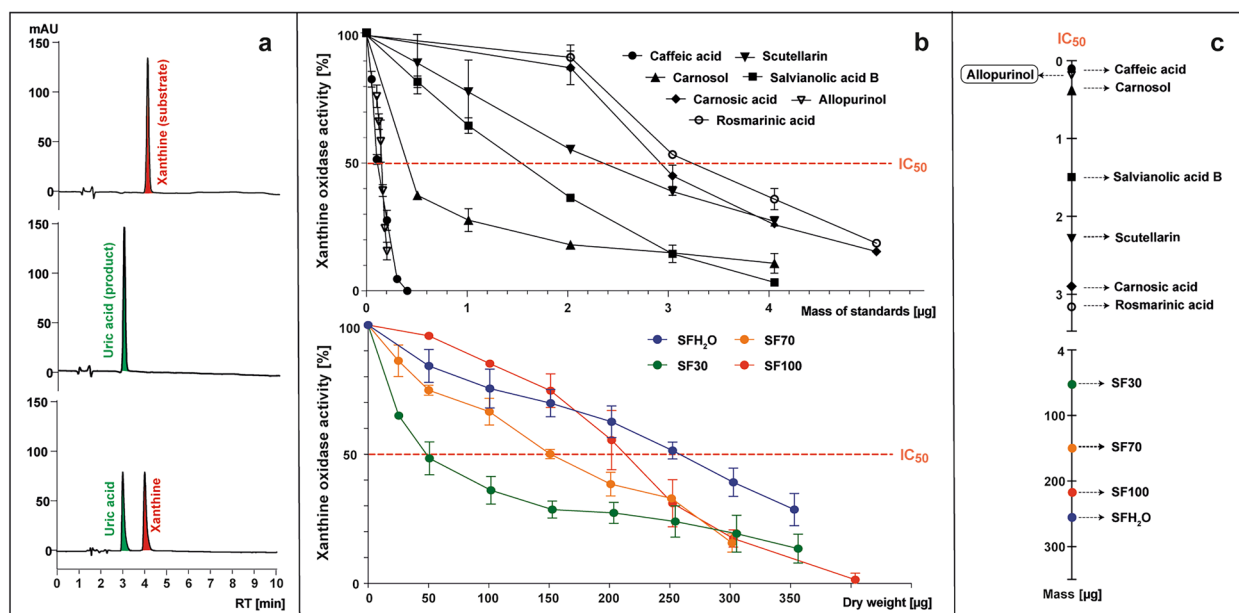 a
mAU
150
100
50
0
Xanthine (substrate)
150
100
50
0
Uric acid (product)
150
100
50
0
Uric acid
Xanthine
0 1 2 3 4 5 6 7 8 9 10
RT [min]
b
Xanthine oxidase activity [%]
100
50
0
Caffeic acid
Scutellarin
Carnosol
Salvianolic acid B
Carnosic acid
Allopurinol
Rosmarinic acid
IC50
0 1 2 3 4
Mass of standards [µg]
Xanthine oxidase activity [%]
100
50
0
SFH2O
SF70
SF30
SF100
IC50
0 50 100 150 200 250 300 350
Dry weight [µg]
c
IC50
0
Allopurinol
Caffeic acid
Carnosol
1
Salvianolic acid B
2
Scutellarin
Carnosic acid
3
Rosmarinic acid
4
SF30
100
SF70
200
SF100
SFH2O
300
Mass [µg]